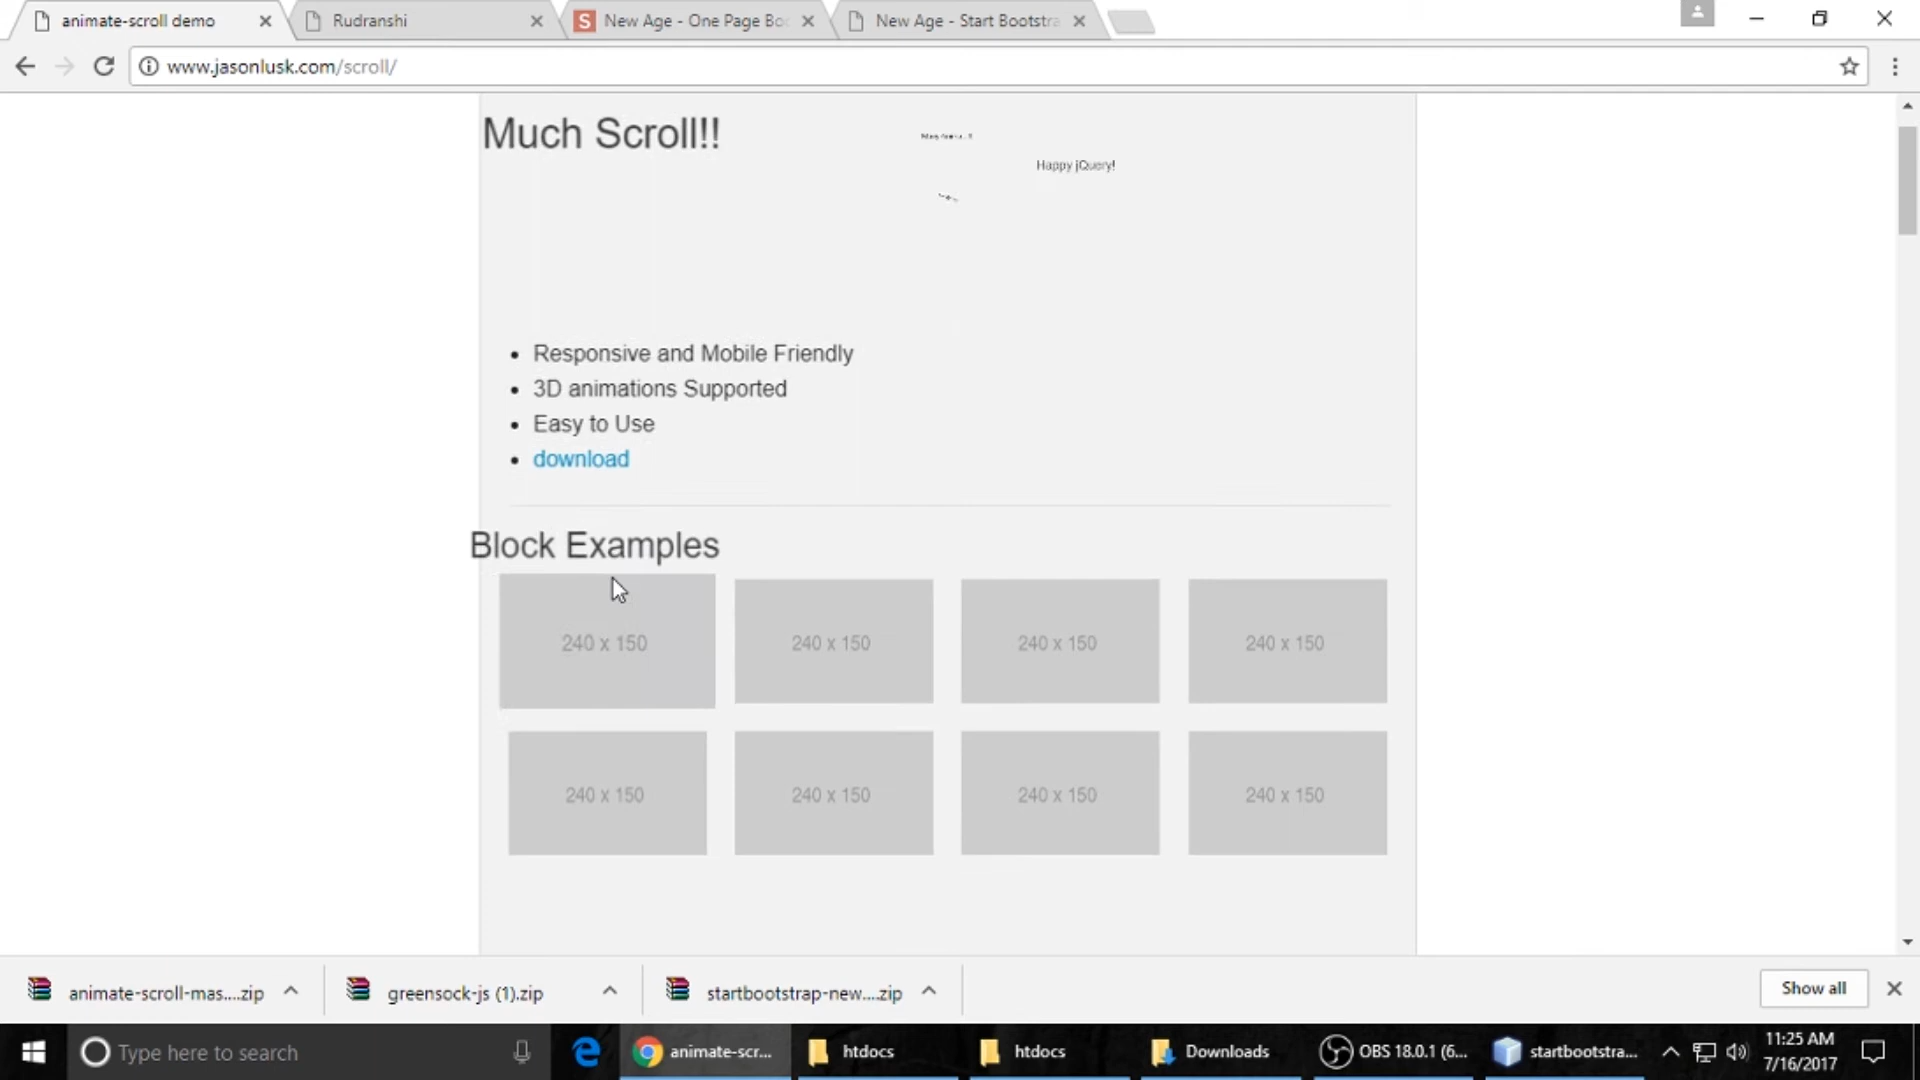 animate-scroll demo
Rudranshi
New Age - One Page Bo
New Age - Start Bootstra
www.jasonlusk.com/scroll/
Much Scroll!!
Happy jQuery!
Responsive and Mobile Friendly
3D animations Supported
Easy to Use
download
Block Examples
240 x 150
240 x 150
240 x 150
240 x 150
240 x 150
240 x 150
240 x 150
240 x 150
animate-scroll-mas....zip
greensock-js (1).zip
startbootstrap-new....zip
Show all
Type here to search
animate-scr...
htdocs
htdocs
Downloads
OBS 18.0.1 (6...
startbootstra...
11:25 AM
7/16/2017